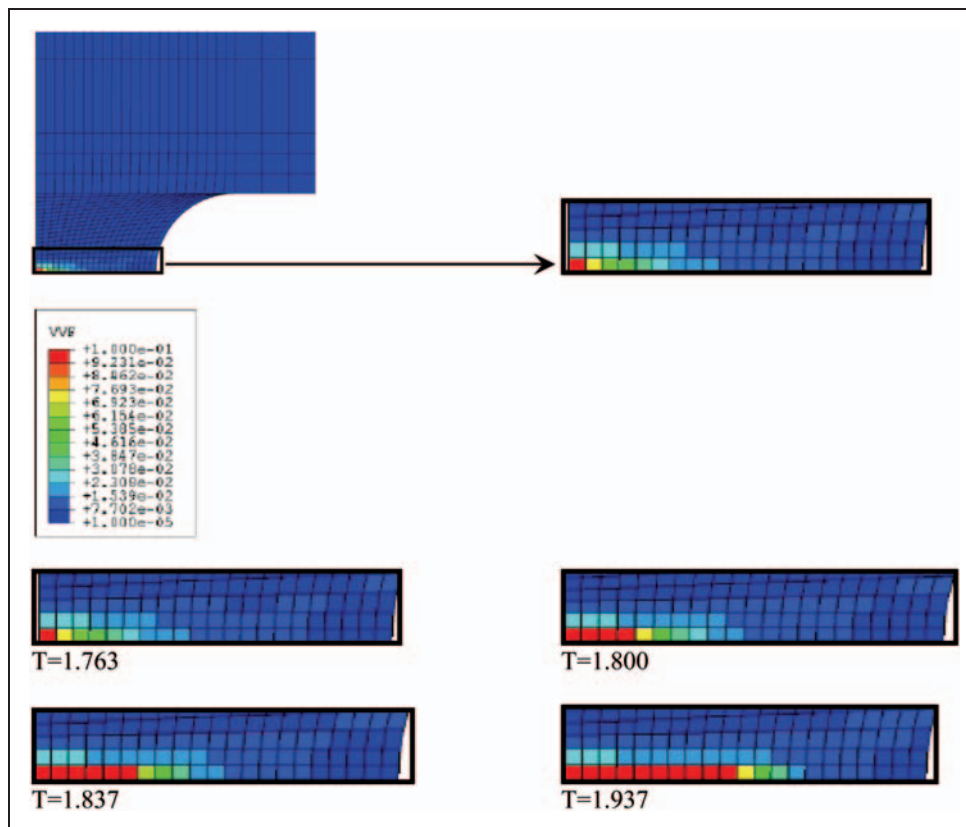 VVF
+1.000e-01
+9.231e-02
+8.462e-02
+7.693e-02
+6.923e-02
+6.154e-02
+5.385e-02
+4.616e-02
+3.847e-02
+3.078e-02
+2.308e-02
+1.539e-02
+7.702e-03
+1.000e-05
T=1.763
T=1.800
T=1.837
T=1.937